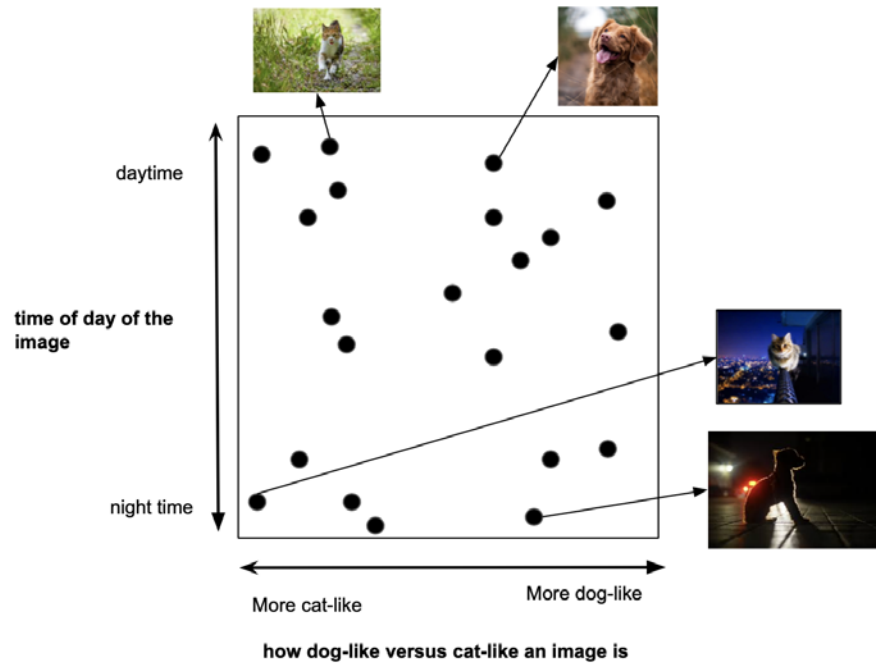 daytime
time of day of the
image
night time
More cat-like
More dog-like
how dog-like versus cat-like an image is